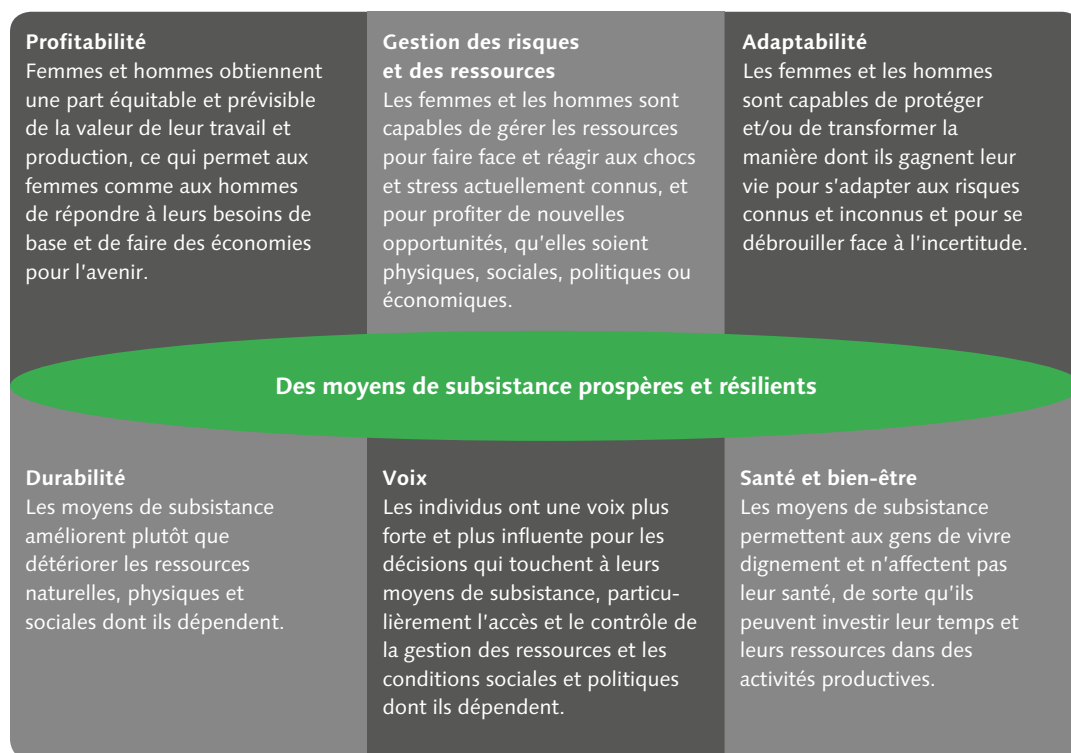 Profitabilité
Femmes et hommes obtiennent
une part équitable et prévisible
de la valeur de leur travail et
production, ce qui permet aux
femmes comme aux hommes
de répondre à leurs besoins de
base et de faire des économies
pour l'avenir.
Gestion des risques
et des ressources
Les femmes et les hommes sont
capables de gérer les ressources
pour faire face et réagir aux chocs
et stress actuellement connus, et
pour profiter de nouvelles
opportunités, qu'elles soient
physiques, sociales, politiques ou
économiques.
Adaptabilité
Les femmes et les hommes
sont capables de protéger
et/ou de transformer la
manière dont ils gagnent leur
vie pour s'adapter aux risques
connus et inconnus et pour se
débrouiller face à l'incertitude.
Des moyens de subsistance prospères et résilients
Durabilité
Les moyens de subsistance
améliorent plutôt que
détériorer les ressources
naturelles, physiques et
sociales dont ils dépendent.
Voix
Les individus ont une voix plus
forte et plus influente pour les
décisions qui touchent à leurs
moyens de subsistance, particu-
lièrement l'accès et le contrôle de
la gestion des ressources et les
conditions sociales et politiques
dont ils dépendent.
Santé et bien-être
Les moyens de subsistance
permettent aux gens de vivre
dignement et n'affectent pas
leur santé, de sorte qu'ils
peuvent investir leur temps et
leurs ressources dans des
activités productives.